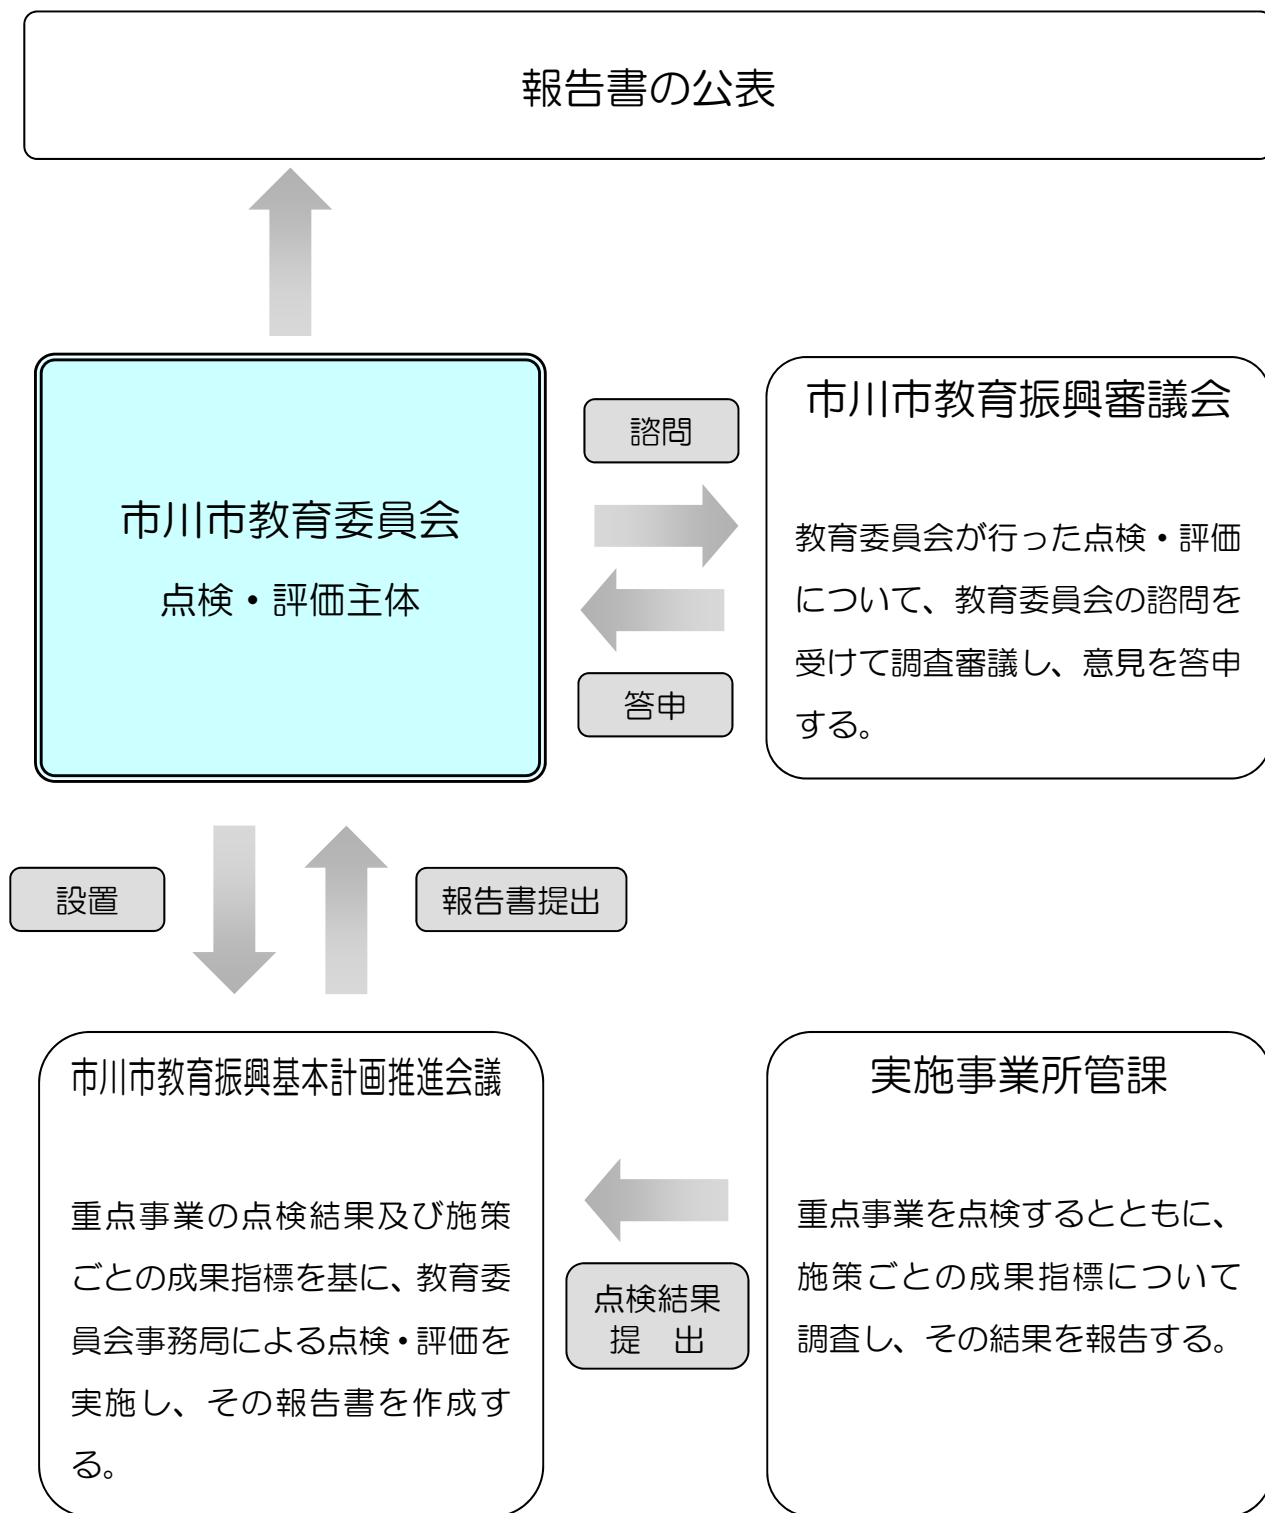 報告書の公表
市川市教育委員会
点検・評価主体
諮問
答申
市川市教育振興審議会
教育委員会が行った点検・評価
について、教育委員会の諮問を
受けて調査審議し、意見を答申
する。
設置
報告書提出
市川市教育振興基本計画推進会議
重点事業の点検結果及び施策
ごとの成果指標を基に、教育委
員会事務局による点検・評価を
実施し、その報告書を作成す
る。
点検結果
提　出
実施事業所管課
重点事業を点検するとともに、
施策ごとの成果指標について
調査し、その結果を報告する。